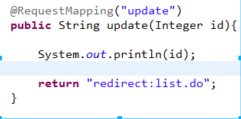 @RequestMapping("update")
public String update(Integer id){
System.out.println(id);
return "redirect:list.do";
}